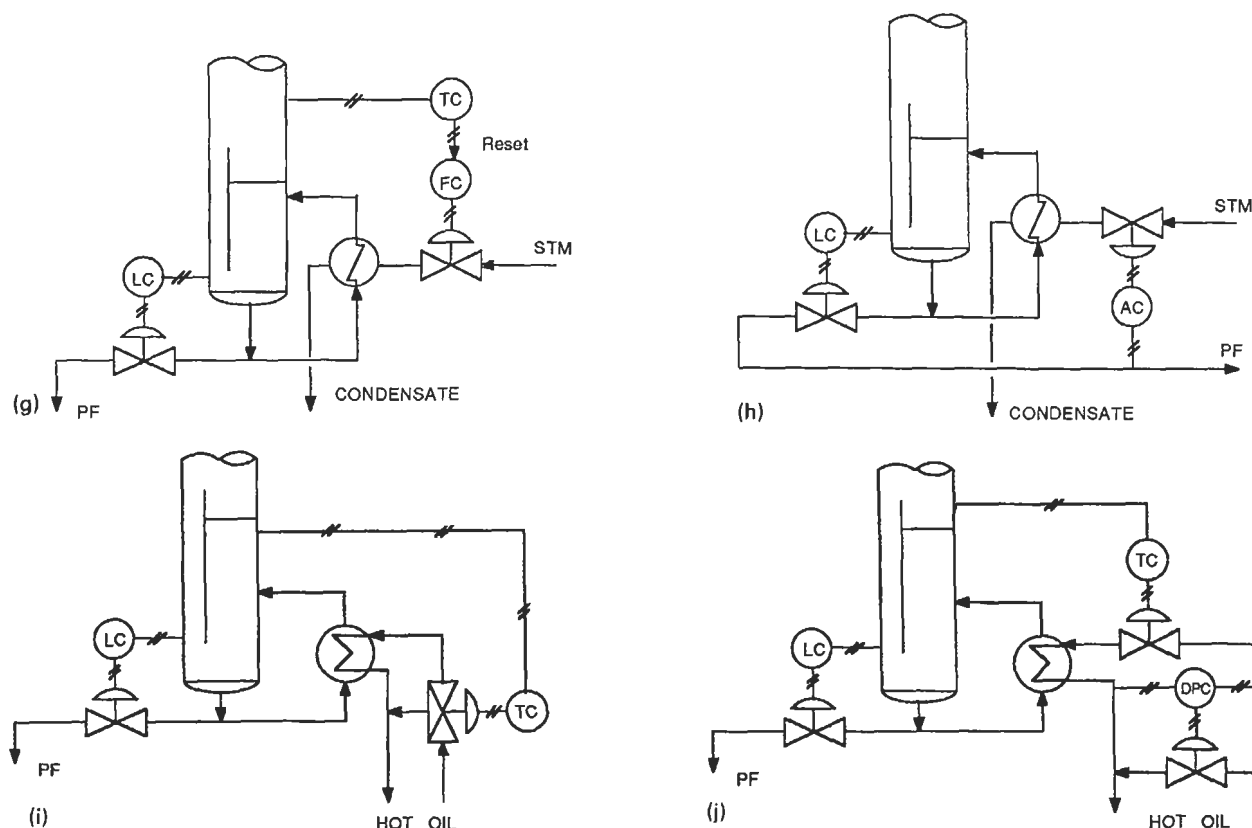 TC
Reset
FC
STM
LC
CONDENSATE
PF
(g)
LC
STM
AC
PF
CONDENSATE
(h)
LC
TC
PF
HOT OIL
(i)
TC
LC
DPC
PF
HOT OIL
(j)